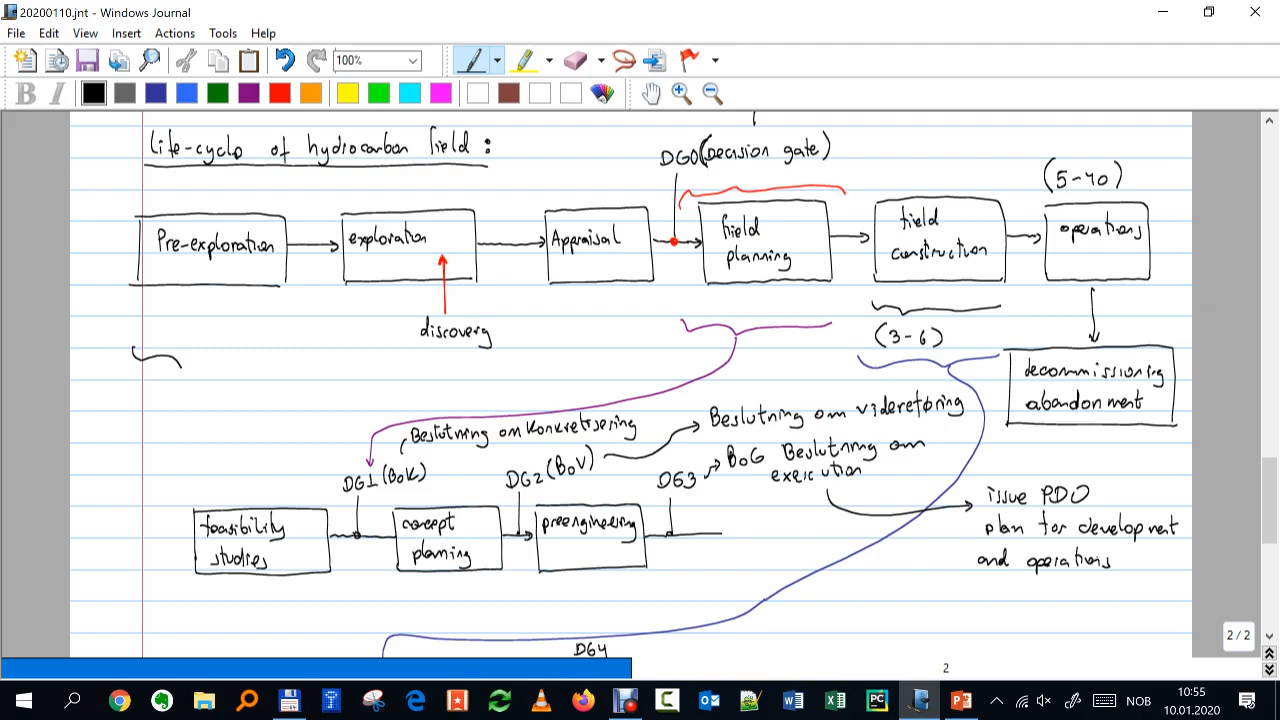 20200110.jnt - Windows Journal
File Edit View Insert Actions Tools Help
100%
B I
Life-cycle of hydrocarbon field :
DG0 (Decision gate)
(5-40)
Pre-exploration
exploration
Appraisal
field
planning
field
construction
operations
discovery
(3-6)
decommissioning
abandonment
Beslutning om Konkretisering
Beslutning om videreføring
DG1 (BoK)
DG2 (BoV)
DG3
BoG Beslutning om
execution
issue PDO
plan for development
and operations
feasibility
studies
concept
planing
preengineering
DG4
2 / 2
2
NOB
10:55
10.01.2020